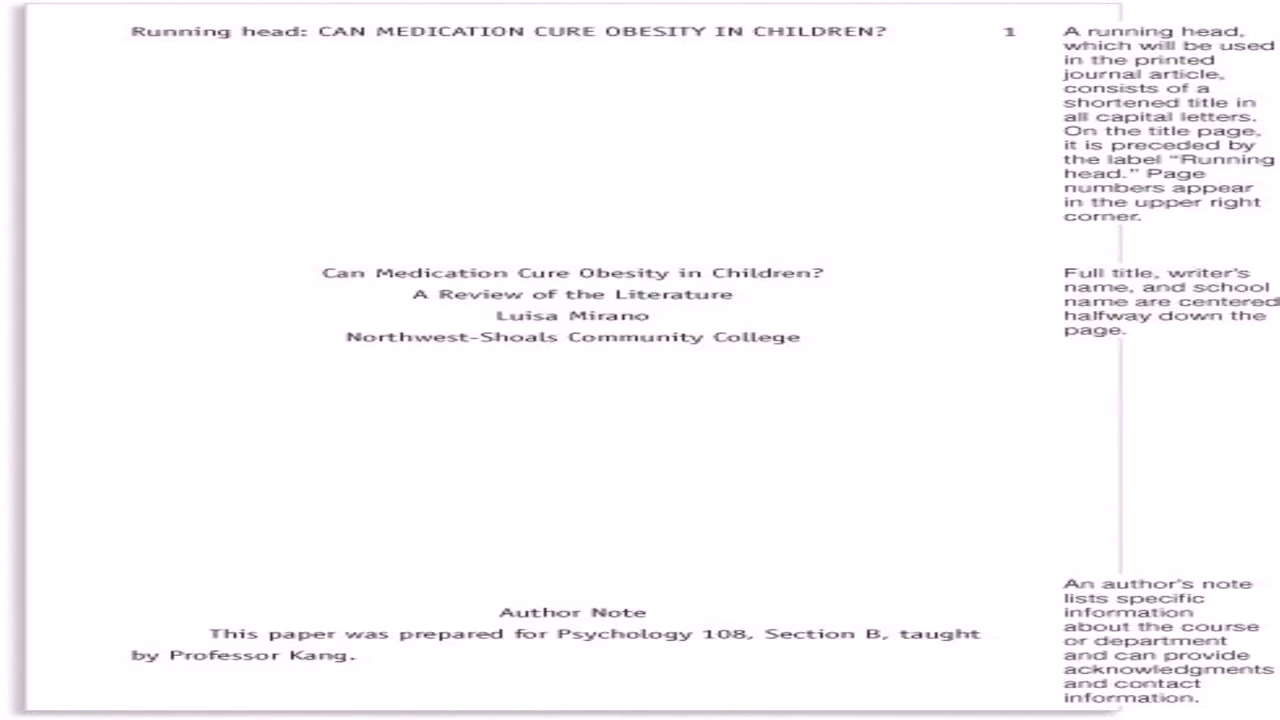 Running head: CAN MEDICATION CURE OBESITY IN CHILDREN? 1
A running head,
which will be used
in the printed
journal article,
consists of a
shortened title in
all capital letters.
On the title page,
it is preceded by
the label “Running
head.” Page
numbers appear
in the upper right
corner.
Can Medication Cure Obesity in Children?
A Review of the Literature
Luisa Mirano
Northwest-Shoals Community College
Full title, writer’s
name, and school
name are centered
halfway down the
page.
Author Note
This paper was prepared for Psychology 108, Section B, taught
by Professor Kang.
An author’s note
lists specific
information
about the course
or department
and can provide
acknowledgments
and contact
information.